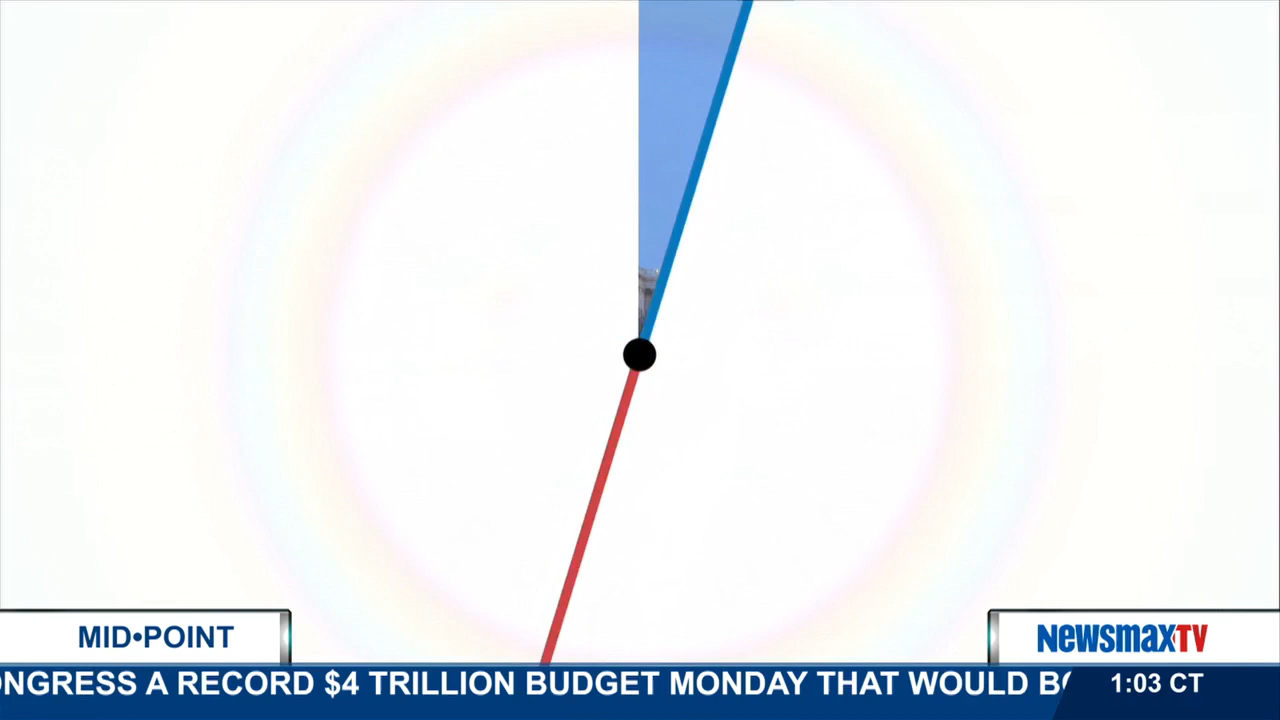 MID•POINT
NEWSMAXTV
ONGRESS A RECORD $4 TRILLION BUDGET MONDAY THAT WOULD
1:03 CT